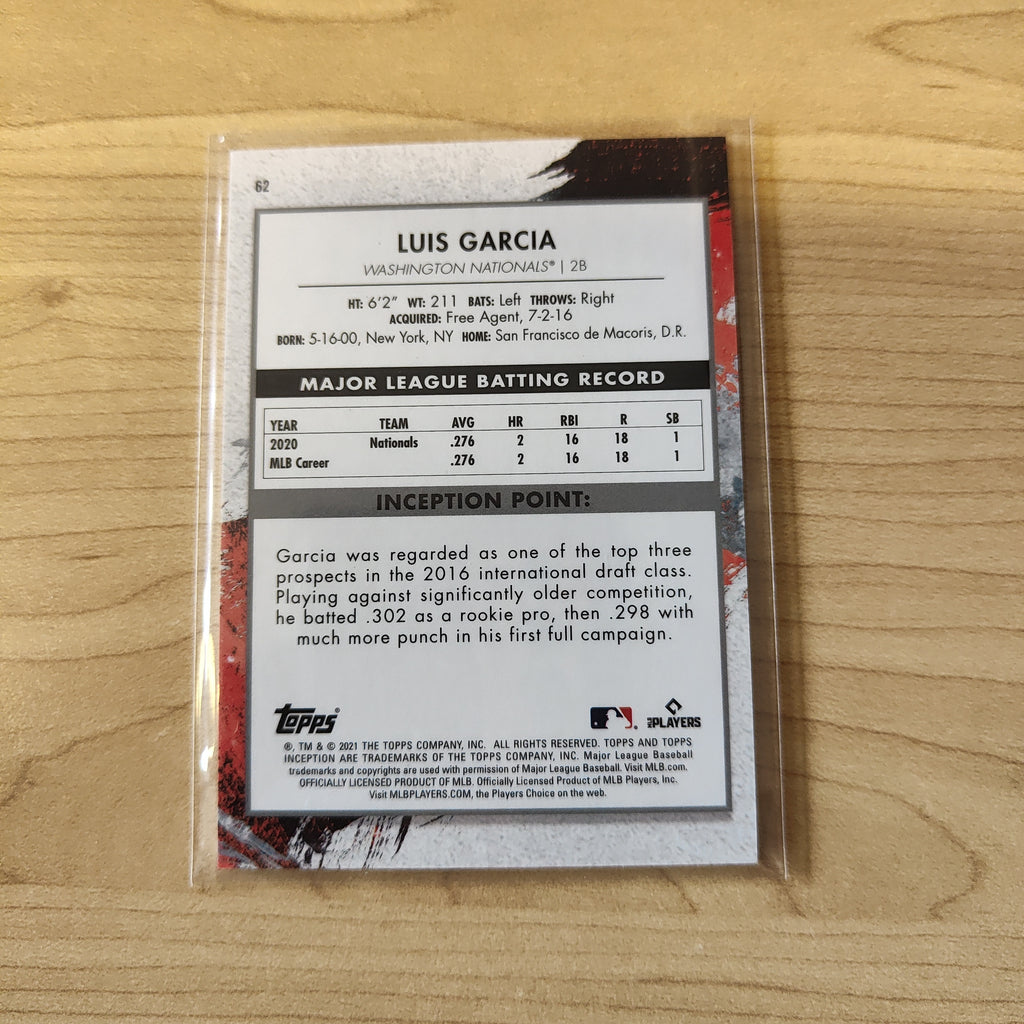 62
LUIS GARCIA
WASHINGTON NATIONALS® | 2B
HT: 6'2" WT: 211 BATS: Left THROWS: Right
ACQUIRED: Free Agent, 7-2-16
BORN: 5-16-00, New York, NY HOME: San Francisco de Macoris, D.R.
MAJOR LEAGUE BATTING RECORD
YEAR TEAM AVG HR RBI R SB
2020 Nationals .276 2 16 18 1
MLB Career .276 2 16 18 1
INCEPTION POINT:
Garcia was regarded as one of the top three
prospects in the 2016 international draft class.
Playing against significantly older competition,
he batted .302 as a rookie pro, then .298 with
much more punch in his first full campaign.
topps®
MLB PLAYERS
®, TM & © 2021 THE TOPPS COMPANY, INC. ALL RIGHTS RESERVED. TOPPS AND TOPPS
INCEPTION ARE TRADEMARKS OF THE TOPPS COMPANY, INC. Major League Baseball
trademarks and copyrights are used with permission of Major League Baseball. Visit MLB.com.
OFFICIALLY LICENSED PRODUCT OF MLB. Officially Licensed Product of MLB Players, Inc.
Visit MLBPLAYERS.COM, the Players Choice on the web.